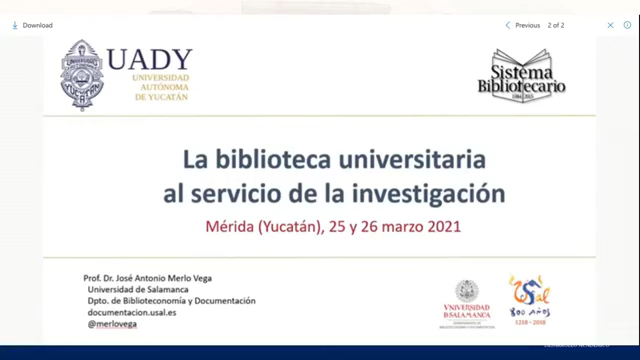 Download
Previous 2 of 2
UADY
UNIVERSIDAD
AUTÓNOMA
DE YUCATÁN
Sistema
Bibliotecario
La biblioteca universitaria
al servicio de la investigación
Mérida (Yucatán), 25 y 26 marzo 2021
Prof. Dr. José Antonio Merlo Vega
Universidad de Salamanca
Dpto. de Biblioteconomía y Documentación
documentacion.usal.es
@merlovega
VNiVERSiDAD
D SALAMANCA
800 AÑOS
1218 - 2018